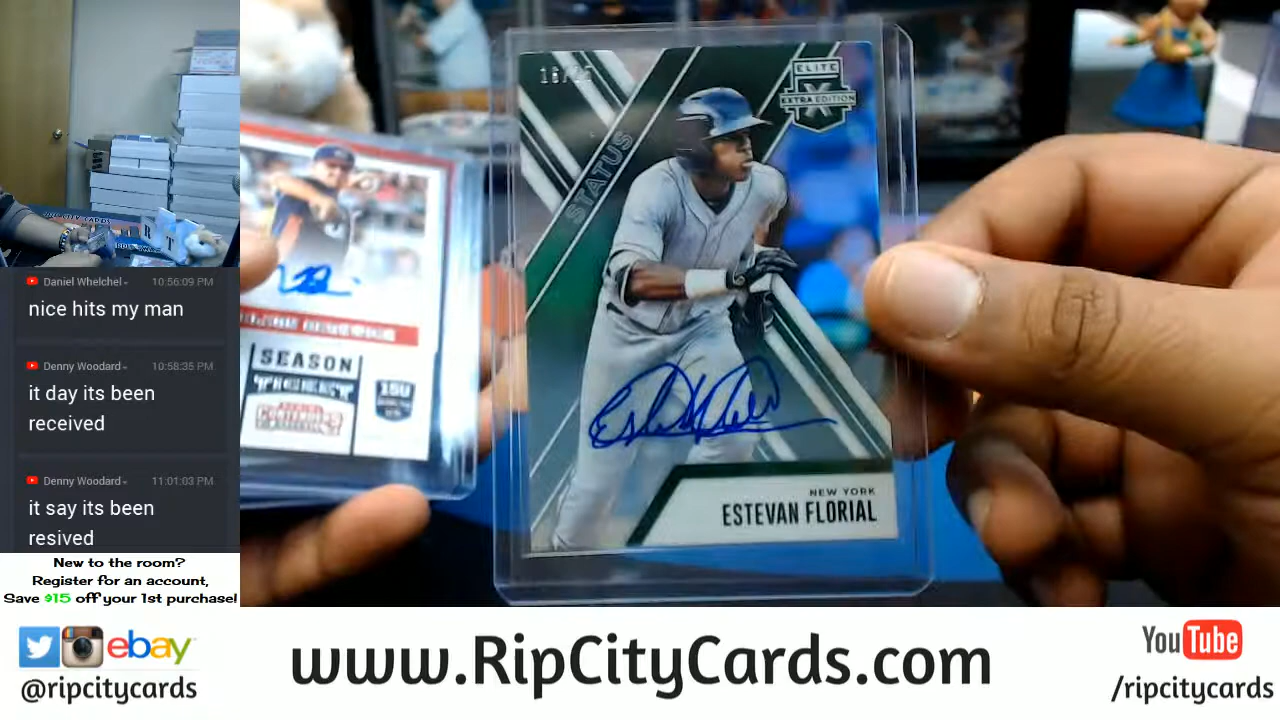 Daniel Whelchel
10:56:09 PM
nice hits my man
Denny Woodard
10:58:35 PM
it day its been
received
Denny Woodard
11:01:03 PM
it say its been
resived
New to the room?
Register for an account,
Save $15 off your 1st purchase!
SEASON
TICKET
ELITE
X
EXTRA EDITION
STATUS
NEW YORK
ESTEVAN FLORIAL
ebay
@ripcitycards
www.RipCityCards.com
YouTube
/ripcitycards